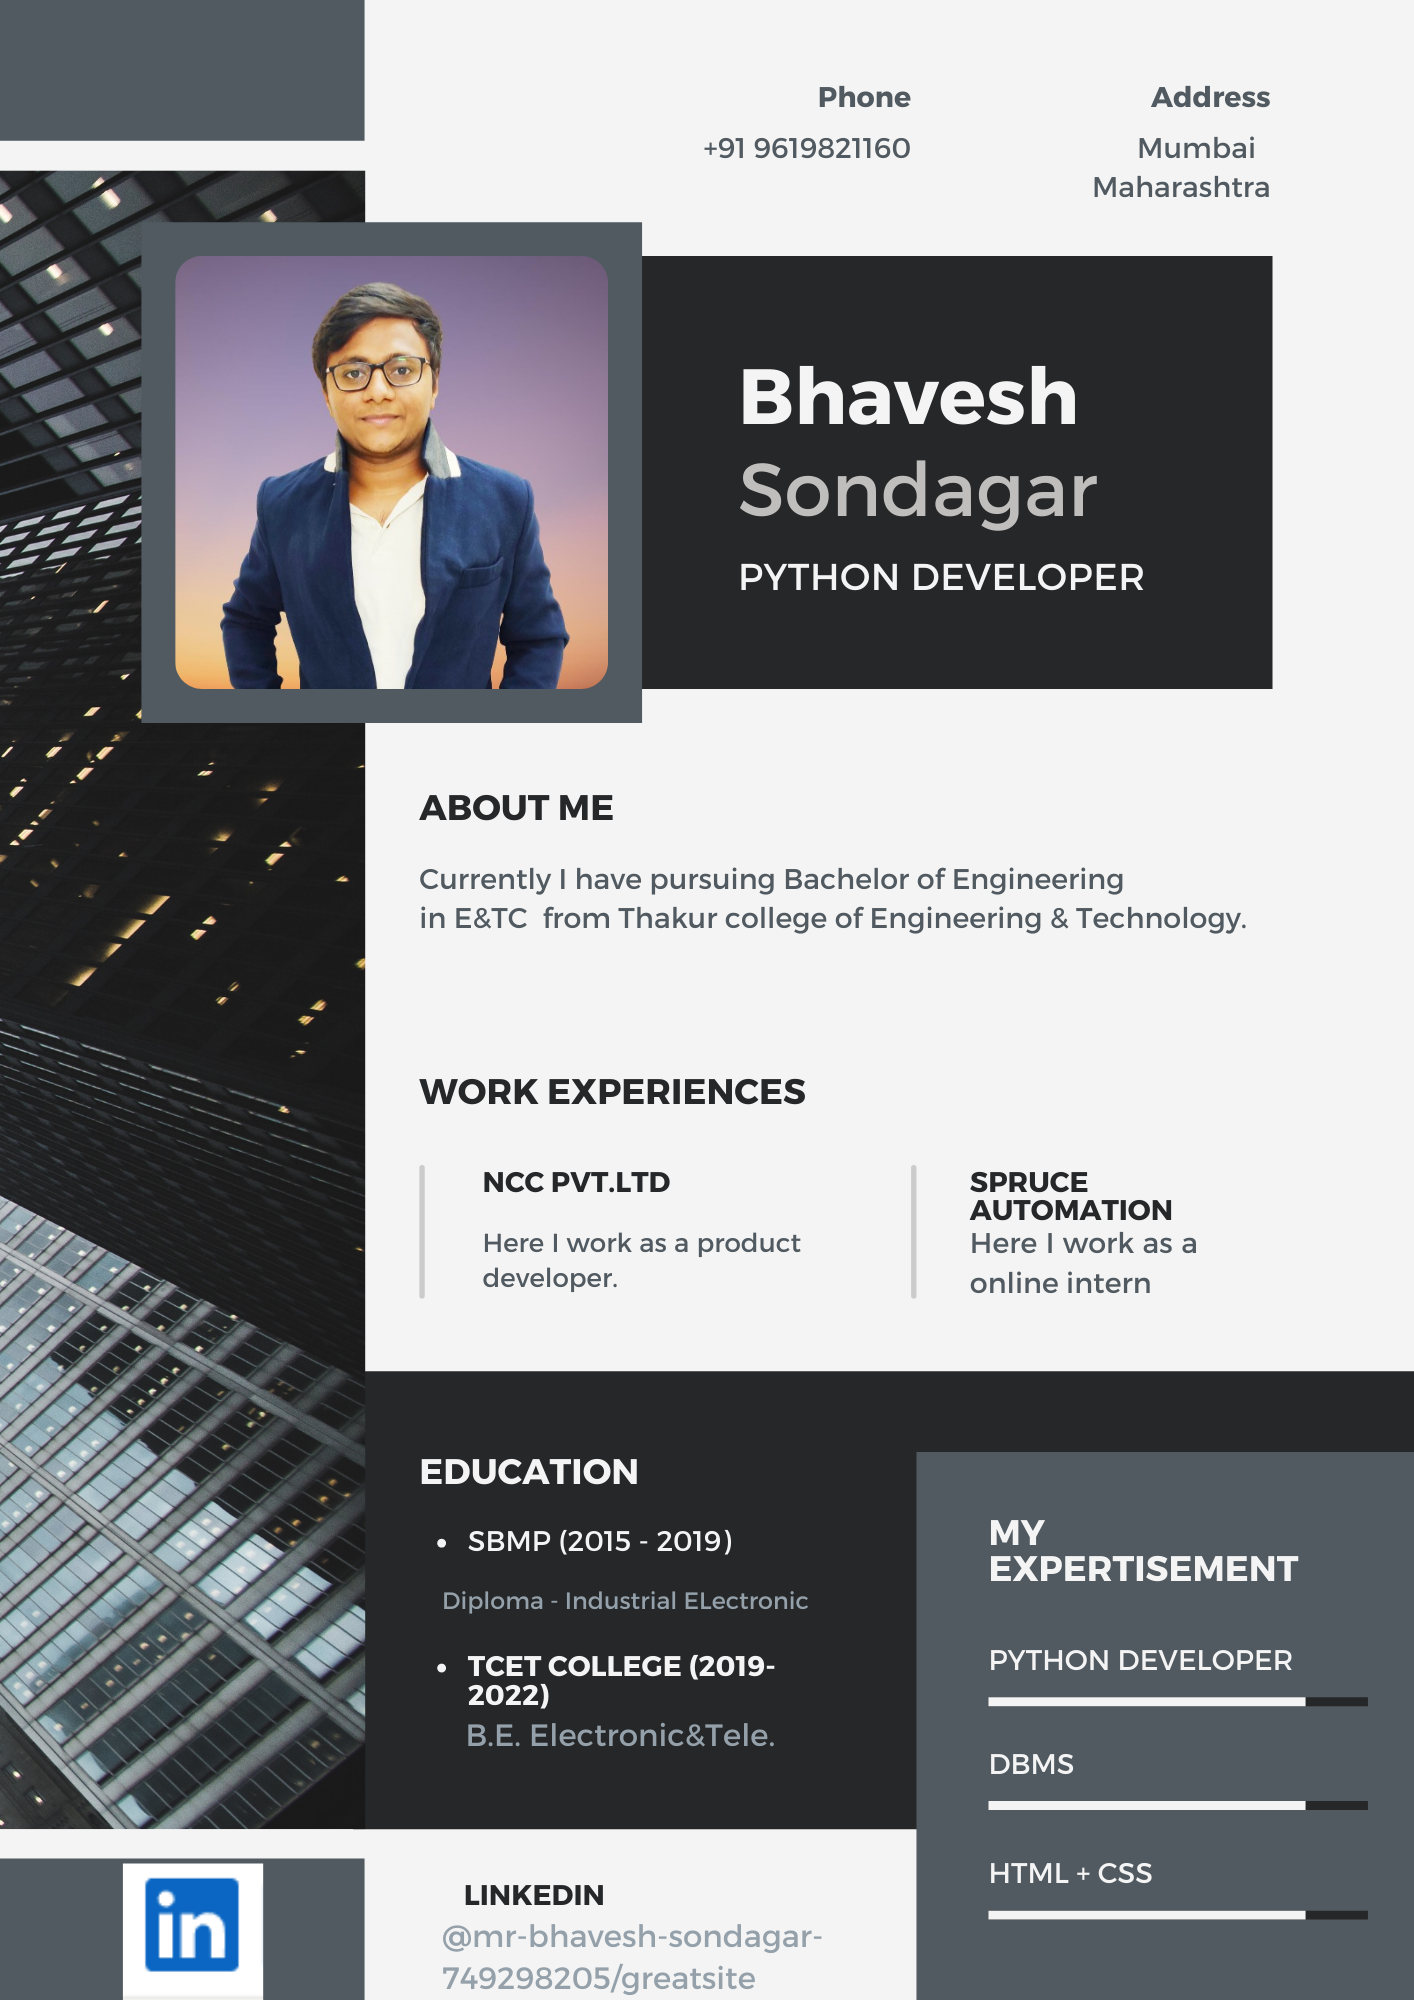 Phone
+91 9619821160
Address
Mumbai
Maharashtra
Bhavesh
Sondagar
PYTHON DEVELOPER
ABOUT ME
Currently I have pursuing Bachelor of Engineering
in E&TC from Thakur college of Engineering & Technology.
WORK EXPERIENCES
NCC PVT.LTD
Here I work as a product
developer.
SPRUCE
AUTOMATION
Here I work as a
online intern
EDUCATION
• SBMP (2015 - 2019)
Diploma - Industrial ELectronic
• TCET COLLEGE (2019-
2022)
B.E. Electronic&Tele.
MY
EXPERTISEMENT
PYTHON DEVELOPER
DBMS
HTML + CSS
in
LINKEDIN
@mr-bhavesh-sondagar-
749298205/greatsite